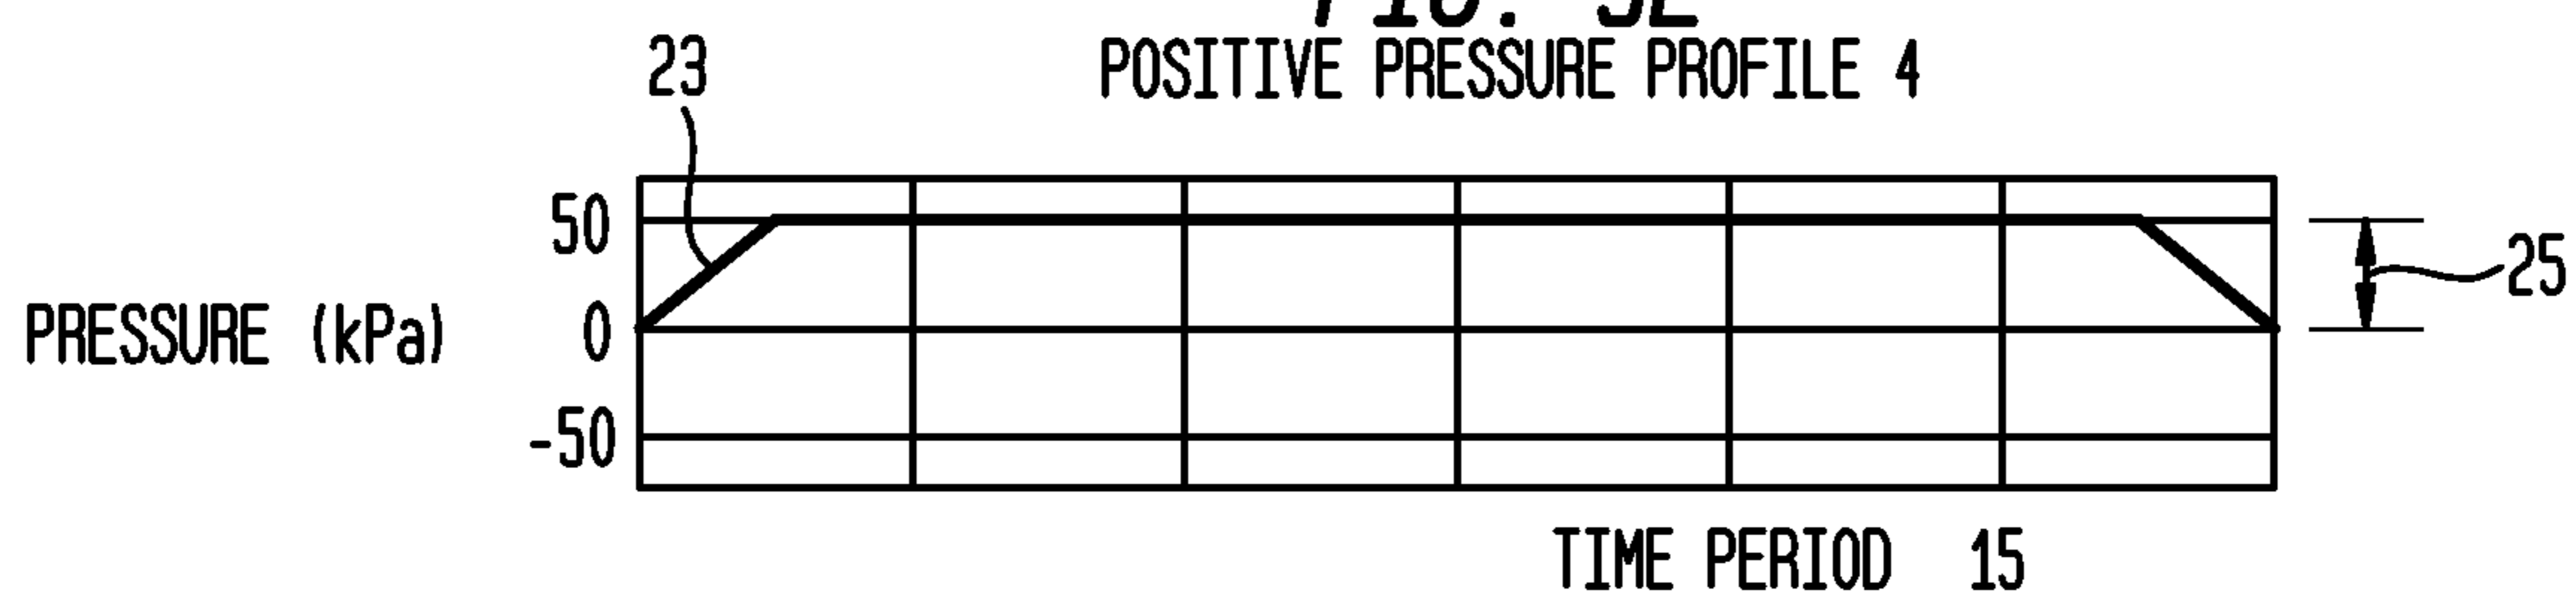 POSITIVE PRESSURE PROFILE 4
23
50
PRESSURE (kPa)
0
-50
25
TIME PERIOD 15